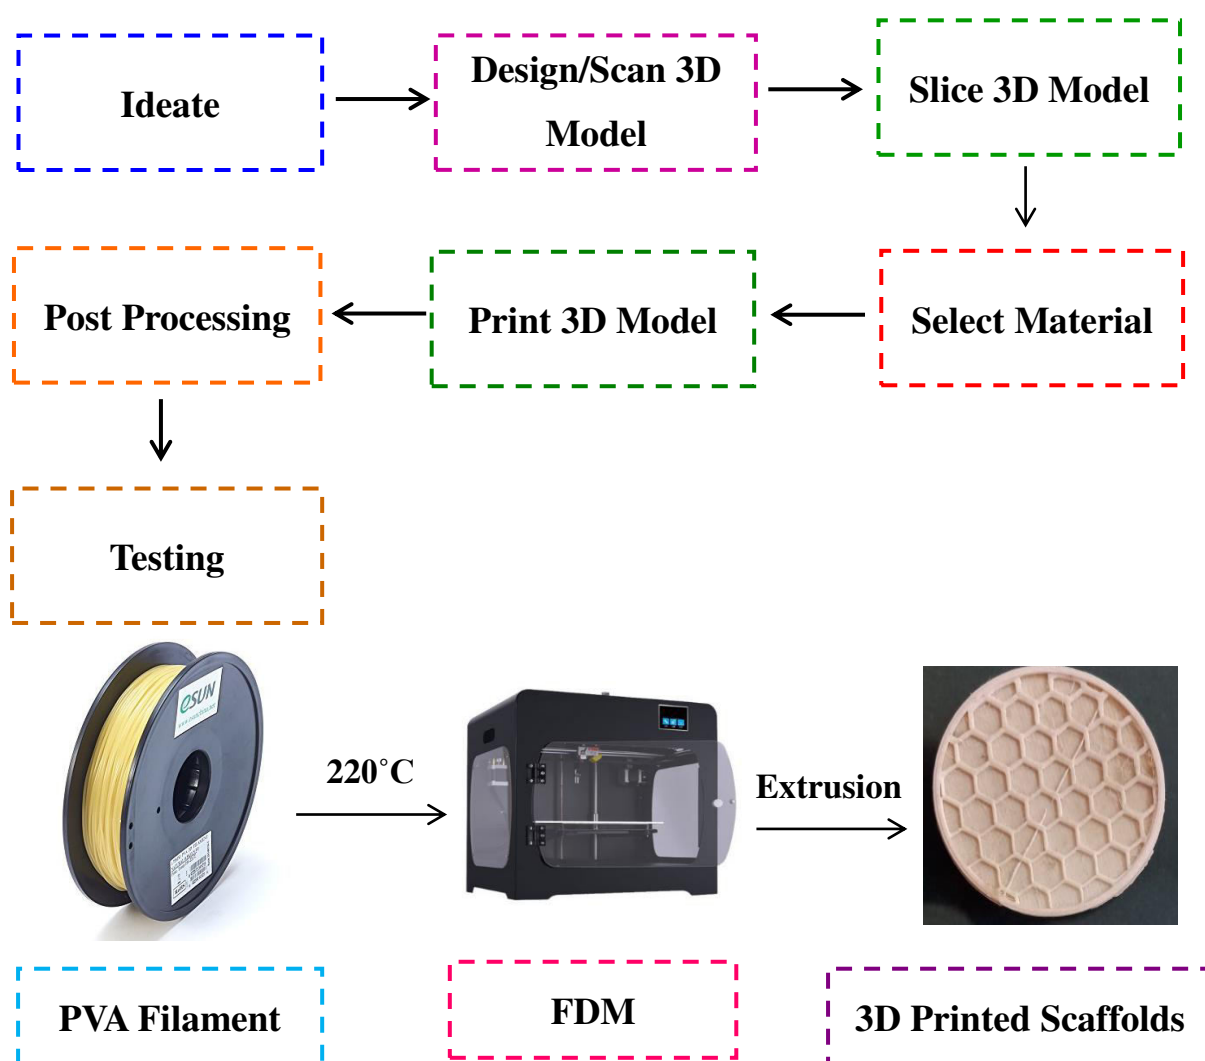 Ideate
Design/Scan 3D
Model
Slice 3D Model
Post Processing
Print 3D Model
Select Material
Testing
eSUN
220°C
Extrusion
PVA Filament
FDM
3D Printed Scaffolds